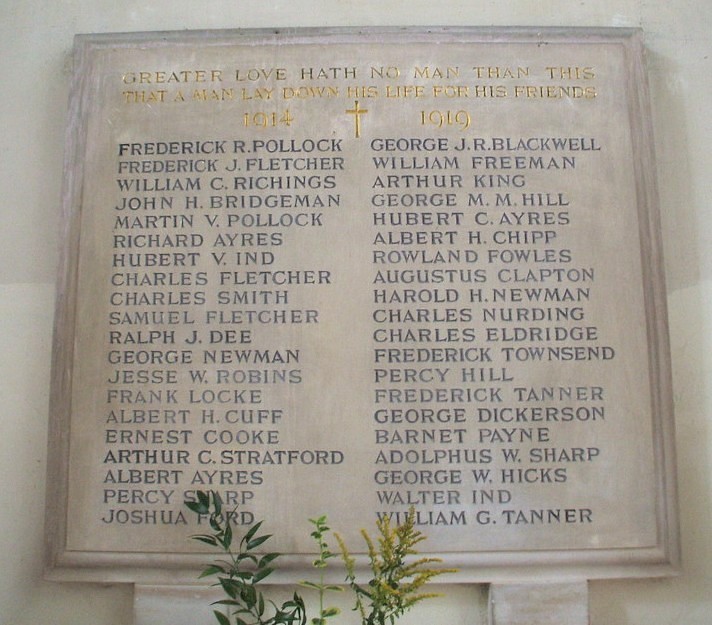 GREATER LOVE HATH NO MAN THAN THIS
THAT A MAN LAY DOWN HIS LIFE FOR HIS FRIENDS
1914 1919
FREDERICK R. POLLOCK
FREDERICK J. FLETCHER
WILLIAM C. RICHINGS
JOHN H. BRIDGEMAN
MARTIN V. POLLOCK
RICHARD AYRES
HUBERT V. IND
CHARLES FLETCHER
CHARLES SMITH
SAMUEL FLETCHER
RALPH J. DEE
GEORGE NEWMAN
JESSE W. ROBINS
FRANK LOCKE
ALBERT H. CUFF
ERNEST COOKE
ARTHUR C. STRATFORD
ALBERT AYRES
PERCY SHARP
JOSHUA FORD
GEORGE J. R. BLACKWELL
WILLIAM FREEMAN
ARTHUR KING
GEORGE M. M. HILL
HUBERT C. AYRES
ALBERT H. CHIPP
ROWLAND FOWLES
AUGUSTUS CLAPTON
HAROLD H. NEWMAN
CHARLES NURDING
CHARLES ELDRIDGE
FREDERICK TOWNSEND
PERCY HILL
FREDERICK TANNER
GEORGE DICKERSON
BARNET PAYNE
ADOLPHUS W. SHARP
GEORGE W. HICKS
WALTER IND
WILLIAM G. TANNER